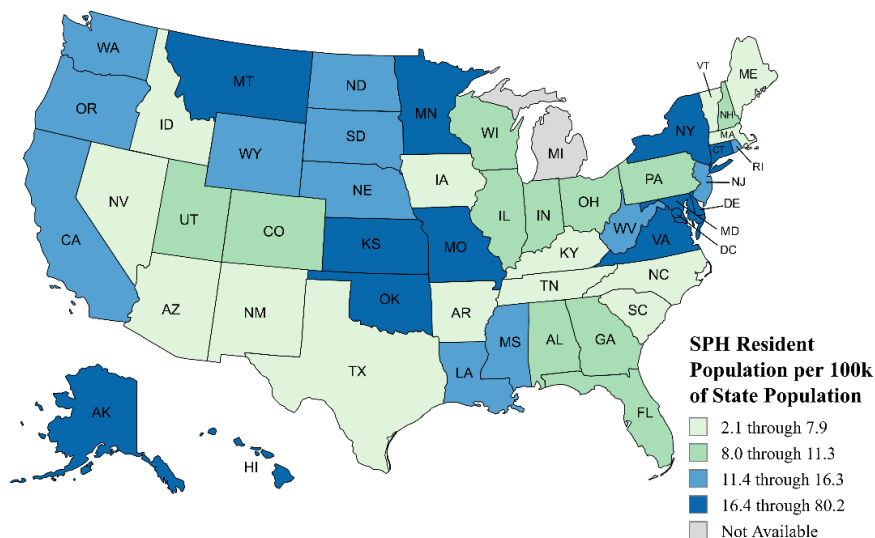 WA
MT
ND
MN
VT
ME
OR
ID
SD
WI
NH
NY
MA
WY
MI
CT
RI
IA
PA
NJ
NE
NV
OH
IL
IN
DE
UT
CO
WV
MD
CA
KS
MO
VA
DC
KY
NC
TN
AZ
NM
OK
AR
SC
MS
AL
GA
TX
LA
SPH Resident
Population per 100k
of State Population
FL
AK
HI
2.1 through 7.9
8.0 through 11.3
11.4 through 16.3
16.4 through 80.2
Not Available